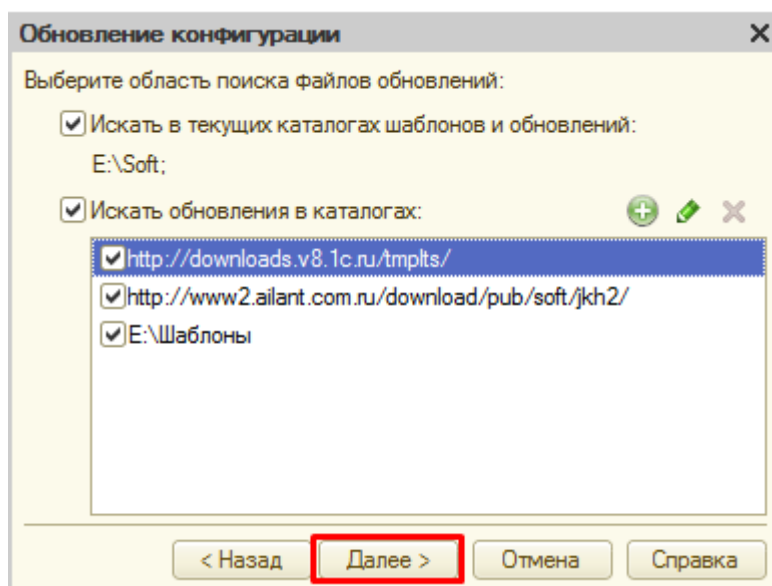 Обновление конфигурации
Выберите область поиска файлов обновлений:
Искать в текущих каталогах шаблонов и обновлений:
E:\Soft;
Искать обновления в каталогах:
http://downloads.v8.1c.ru/tmplts/
http://www2.ailant.com.ru/download/pub/soft/jkh2/
E:\Шаблоны
< Назад Далее > Отмена Справка